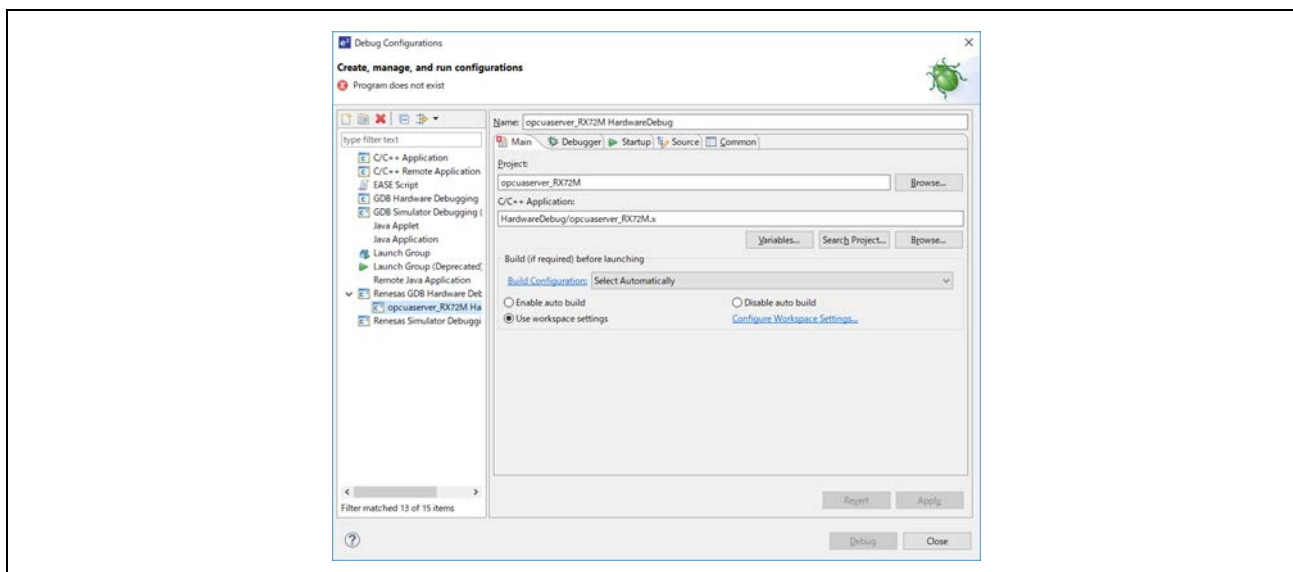 Debug Configurations
Create, manage, and run configurations
Program does not exist
type filter text
C/C++ Application
C/C++ Remote Application
EASE Script
GDB Hardware Debugging
GDB Simulator Debugging (
Java Applet
Java Application
Launch Group
Launch Group (Deprecated)
Remote Java Application
Renesas GDB Hardware Deb
opcuaserver_RX72M Ha
Renesas Simulator Debuggi
Filter matched 13 of 15 items
Name: opcuaserver_RX72M HardwareDebug
Main Debugger Startup Source Common
Project:
opcuaserver_RX72M Browse...
C/C++ Application:
HardwareDebug/opcuaserver_RX72M.x
Variables... Search Project... Browse...
Build (if required) before launching
Build Configuration: Select Automatically
Enable auto build Disable auto build
Use workspace settings Configure Workspace Settings...
Revert Apply
Debug Close